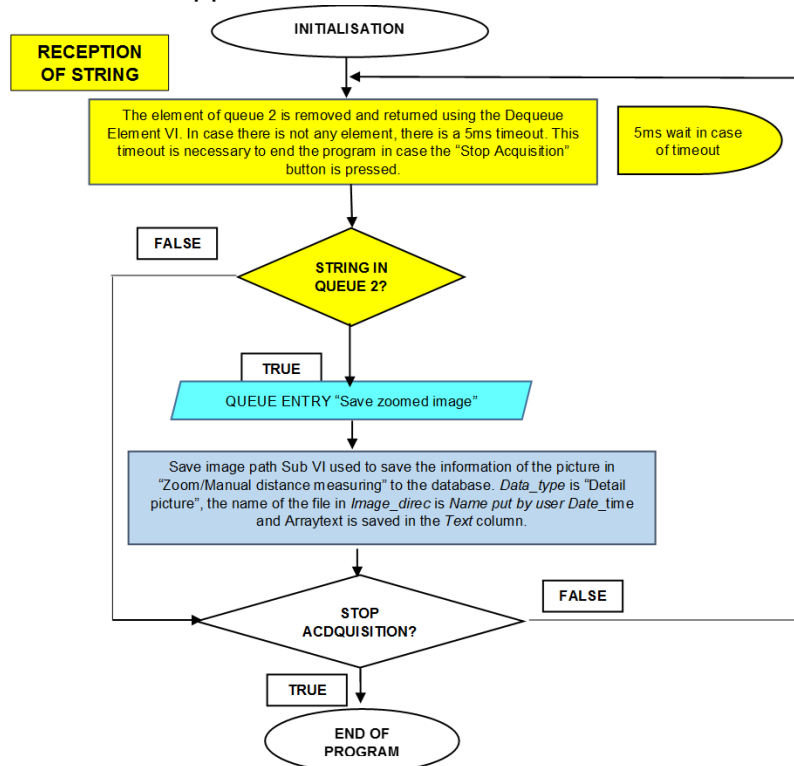 INITIALISATION
RECEPTION
OF STRING
The element of queue 2 is removed and returned using the Dequeue
Element VI. In case there is not any element, there is a 5ms timeout. This
timeout is necessary to end the program in case the “Stop Acquisition”
button is pressed.
5ms wait in case
of timeout
FALSE
STRING IN
QUEUE 2?
TRUE
QUEUE ENTRY “Save zoomed image”
Save image path Sub VI used to save the information of the picture in
“Zoom/Manual distance measuring” to the database. Data_type is “Detail
picture”, the name of the file in Image_direc is Name put by user Date_time
and Arraytext is saved in the Text column.
STOP
ACDQUISITION?
FALSE
TRUE
END OF
PROGRAM